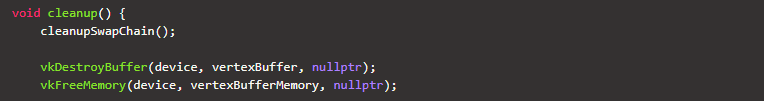 void cleanup() {
    cleanupSwapChain();

    vkDestroyBuffer(device, vertexBuffer, nullptr);
    vkFreeMemory(device, vertexBufferMemory, nullptr);